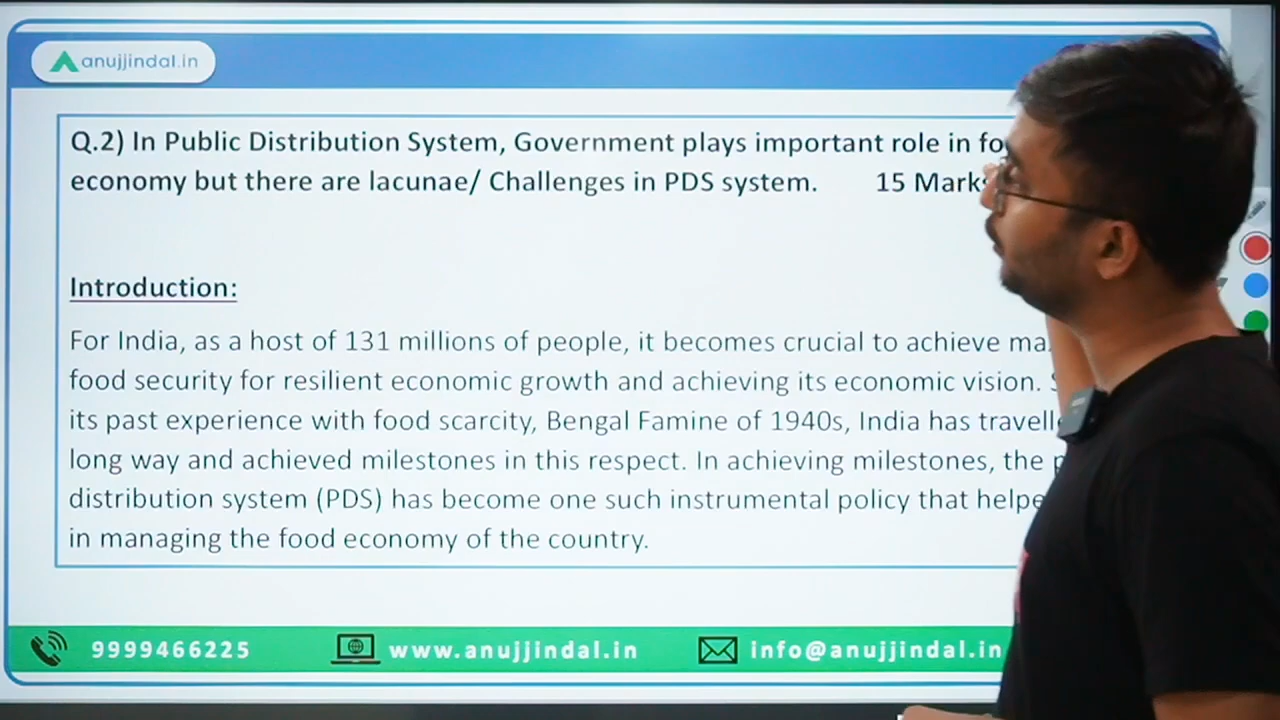 anujjindal.in
Q.2) In Public Distribution System, Government plays important role in
economy but there are lacunae/ Challenges in PDS system. 15 Marks
Introduction:
For India, as a host of 131 millions of people, it becomes crucial to achieve
food security for resilient economic growth and achieving its economic vision.
its past experience with food scarcity, Bengal Famine of 1940s, India has
long way and achieved milestones in this respect. In achieving milestones, the
distribution system (PDS) has become one such instrumental policy that
in managing the food economy of the country.
9999466225 www.anujjindal.in info@anujjindal.in